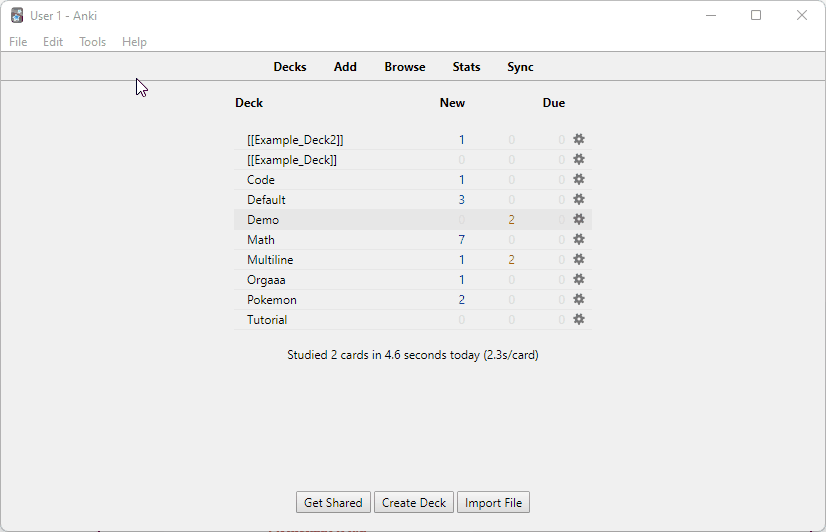 User 1 - Anki
File Edit Tools Help
Decks Add Browse Stats Sync
Deck New Due
[[Example_Deck2]] 1 0 0
[[Example_Deck]] 0 0 0
Code 1 0 0
Default 3 0 0
Demo 0 2 0
Math 7 0 0
Multiline 1 2 0
Orgaaa 1 0 0
Pokemon 2 0 0
Tutorial 0 0 0
Studied 2 cards in 4.6 seconds today (2.3s/card)
Get Shared Create Deck Import File